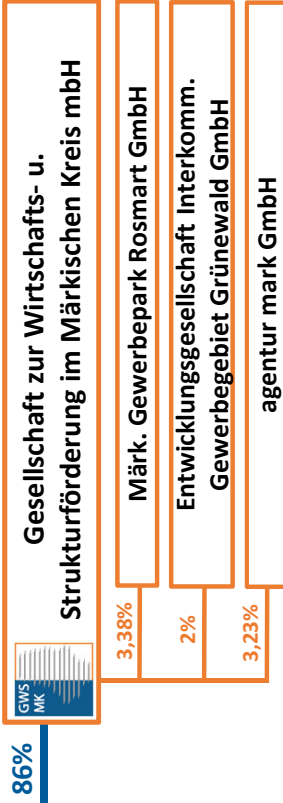 86%
GWS
MK
Gesellschaft zur Wirtschafts- u.
Strukturförderung im Märkischen Kreis mbH
3,38%
Märk. Gewerbepark Rosmart GmbH
2%
Entwicklungsgesellschaft Interkomm.
Gewerbegebiet Grünewald GmbH
3,23%
agentur mark GmbH